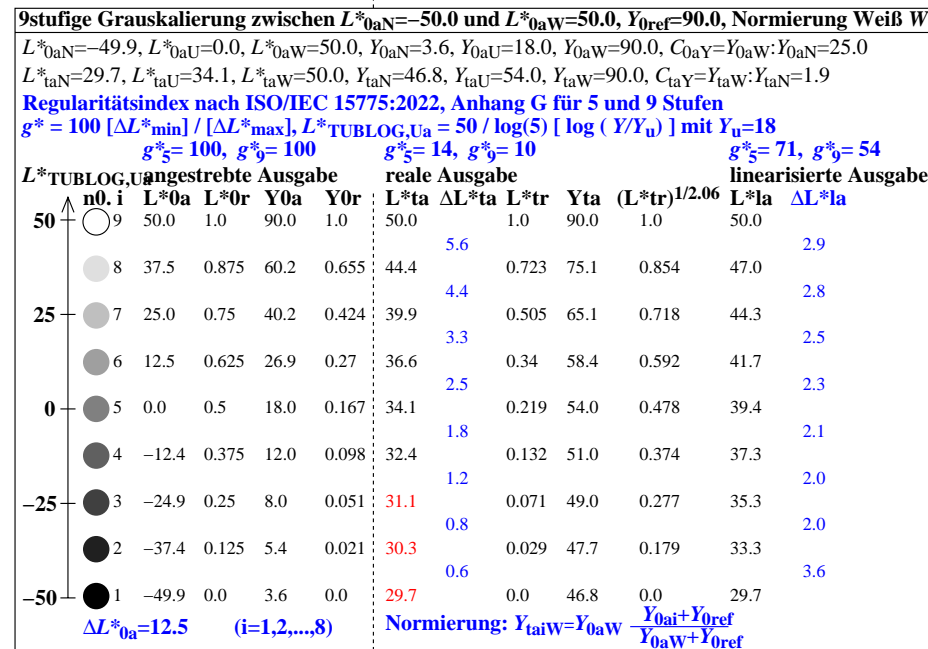 9stufige Grauskalierung zwischen L*0aN=−50.0 und L*0aW=50.0, Y0ref=90.0, Normierung Weiß W
L*0aN=−49.9, L*0aU=0.0, L*0aW=50.0, Y0aN=3.6, Y0aU=18.0, Y0aW=90.0, C0aY=Y0aW:Y0aN=25.0
L*taN=29.7, L*taU=34.1, L*taW=50.0, YtaN=46.8, YtaU=54.0, YtaW=90.0, CtaY=YtaW:YtaN=1.9
Regularitätsindex nach ISO/IEC 15775:2022, Anhang G für 5 und 9 Stufen
g* = 100 [ΔL*min] / [ΔL*max], L*TUBLOG,Ua = 50 / log(5) [ log ( Y/Yu) ] mit Yu=18
g*5= 100, g*9= 100 g*5= 14, g*9= 10 g*5= 71, g*9= 54
L*TUBLOG,Ua angestrebte Ausgabe reale Ausgabe linearisierte Ausgabe
n0. i L*0a L*0r Y0a Y0r L*ta ΔL*ta L*tr Yta (L*tr)1/2.06 L*la ΔL*la
50 9 50.0 1.0 90.0 1.0 50.0 1.0 90.0 1.0 50.0
5.6 2.9
8 37.5 0.875 60.2 0.655 44.4 0.723 75.1 0.854 47.0
4.4 2.8
25 7 25.0 0.75 40.2 0.424 39.9 0.505 65.1 0.718 44.3
3.3 2.5
6 12.5 0.625 26.9 0.27 36.6 0.34 58.4 0.592 41.7
2.5 2.3
0 5 0.0 0.5 18.0 0.167 34.1 0.219 54.0 0.478 39.4
1.8 2.1
4 −12.4 0.375 12.0 0.098 32.4 0.132 51.0 0.374 37.3
1.2 2.0
−25 3 −24.9 0.25 8.0 0.051 31.1 0.071 49.0 0.277 35.3
0.8 2.0
2 −37.4 0.125 5.4 0.021 30.3 0.029 47.7 0.179 33.3
0.6 3.6
−50 1 −49.9 0.0 3.6 0.0 29.7 0.0 46.8 0.0 29.7
ΔL*0a=12.5 (i=1,2,...,8) Normierung: YtaiW=Y0aW Y0ai+Y0ref
Y0aW+Y0ref